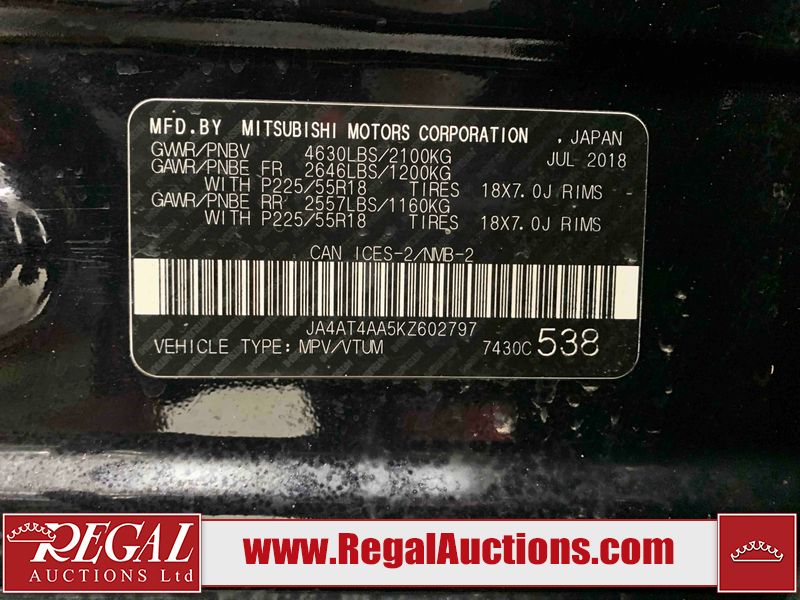 MFD.BY MITSUBISHI MOTORS CORPORATION , JAPAN
GVWR/PNBV 4630LBS/2100KG JUL 2018
GAWR/PNBE FR 2646LBS/1200KG
WITH P225/55R18 TIRES 18X7.0J RIMS
GAWR/PNBE RR 2557LBS/1160KG
WITH P225/55R18 TIRES 18X7.0J RIMS
CAN ICES-2/NMB-2
JA4AT4AA5KZ602797
VEHICLE TYPE: MPV/VTUM 7430C 538
REGAL
AUCTIONS Ltd
www.RegalAuctions.com